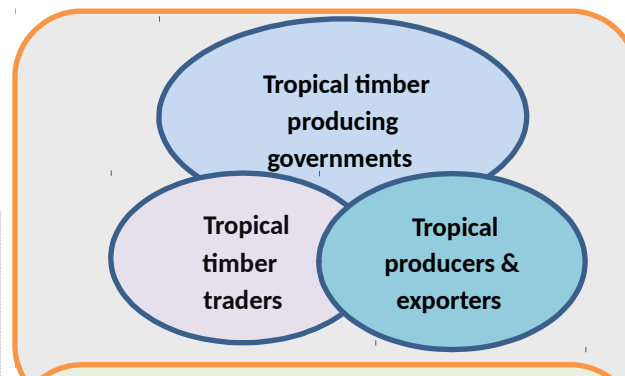 Tropical timber
producing
governments
Tropical
timber
traders
Tropical
producers &
exporters